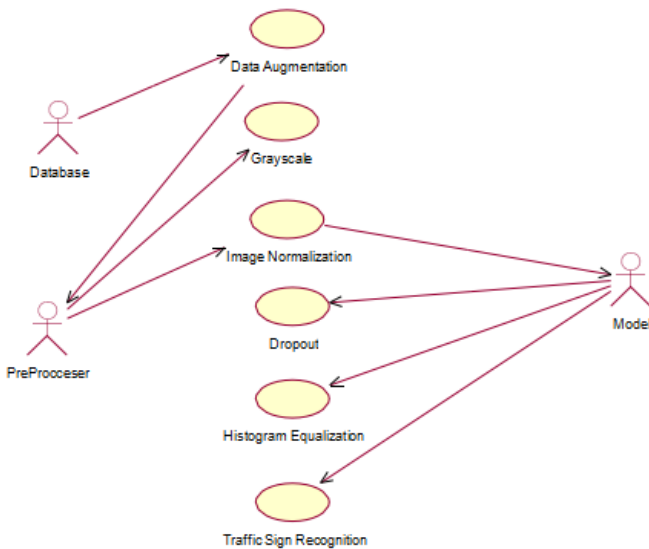 Data Augmentation
Database
Grayscale
Image Normalization
Model
Dropout
PreProcceser
Histogram Equalization
Traffic Sign Recognition